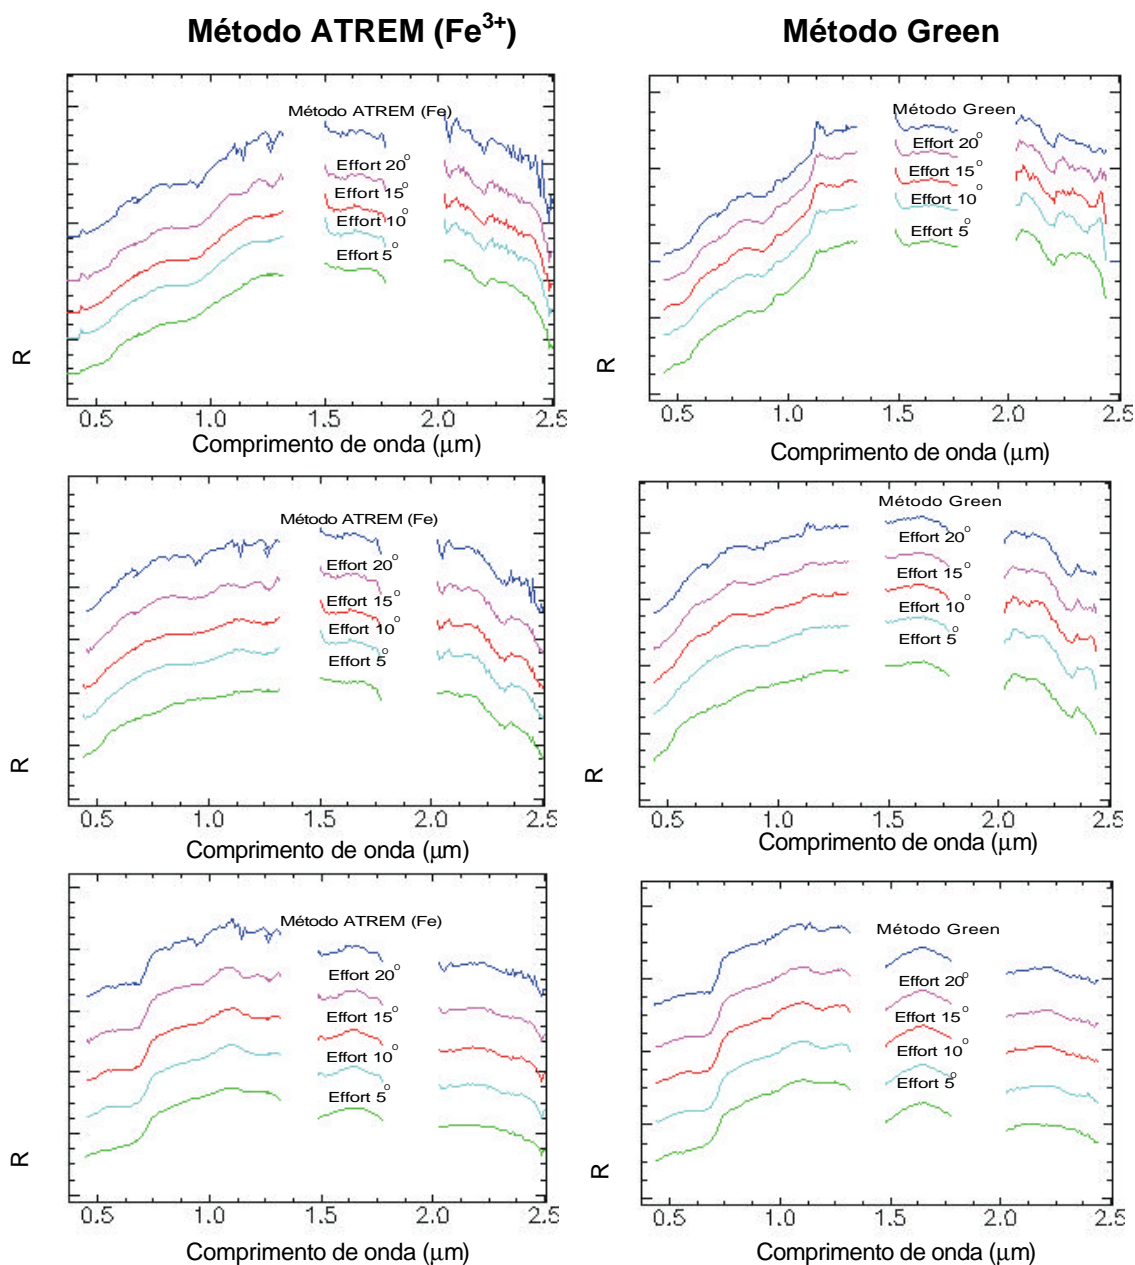 Método ATREM (Fe³⁺)
Método Green
Método ATREM (Fe)
Effort 20°
Effort 15°
Effort 10°
Effort 5°
R
0.5 1.0 1.5 2.0 2.5
Comprimento de onda (μm)
Método Green
Effort 20°
Effort 15°
Effort 10
Effort 5°
R
0.5 1.0 1.5 2.0 2.5
Comprimento de onda (μm)
Método ATREM (Fe)
Effort 20°
Effort 15°
Effort 10°
Effort 5°
R
0.5 1.0 1.5 2.0 2.5
Comprimento de onda (μm)
Método Green
Effort 20°
Effort 15°
Effort 10°
Effort 5°
R
0.5 1.0 1.5 2.0 2.5
Comprimento de onda (μm)
Método ATREM (Fe)
Effort 20°
Effort 15°
Effort 10°
Effort 5°
R
0.5 1.0 1.5 2.0 2.5
Comprimento de onda (μm)
Método Green
Effort 20°
Effort 15°
Effort 10°
Effort 5°
R
0.5 1.0 1.5 2.0 2.5
Comprimento de onda (μm)